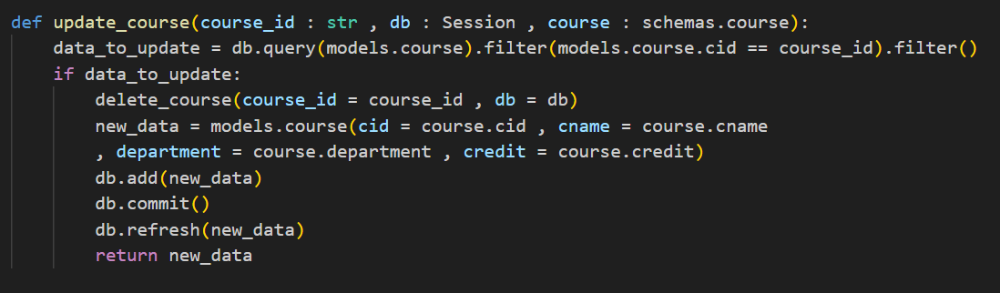 def update_course(course_id : str , db : Session , course : schemas.course):
    data_to_update = db.query(models.course).filter(models.course.cid == course_id).filter()
    if data_to_update:
        delete_course(course_id = course_id , db = db)
        new_data = models.course(cid = course.cid , cname = course.cname
        , department = course.department , credit = course.credit)
        db.add(new_data)
        db.commit()
        db.refresh(new_data)
        return new_data